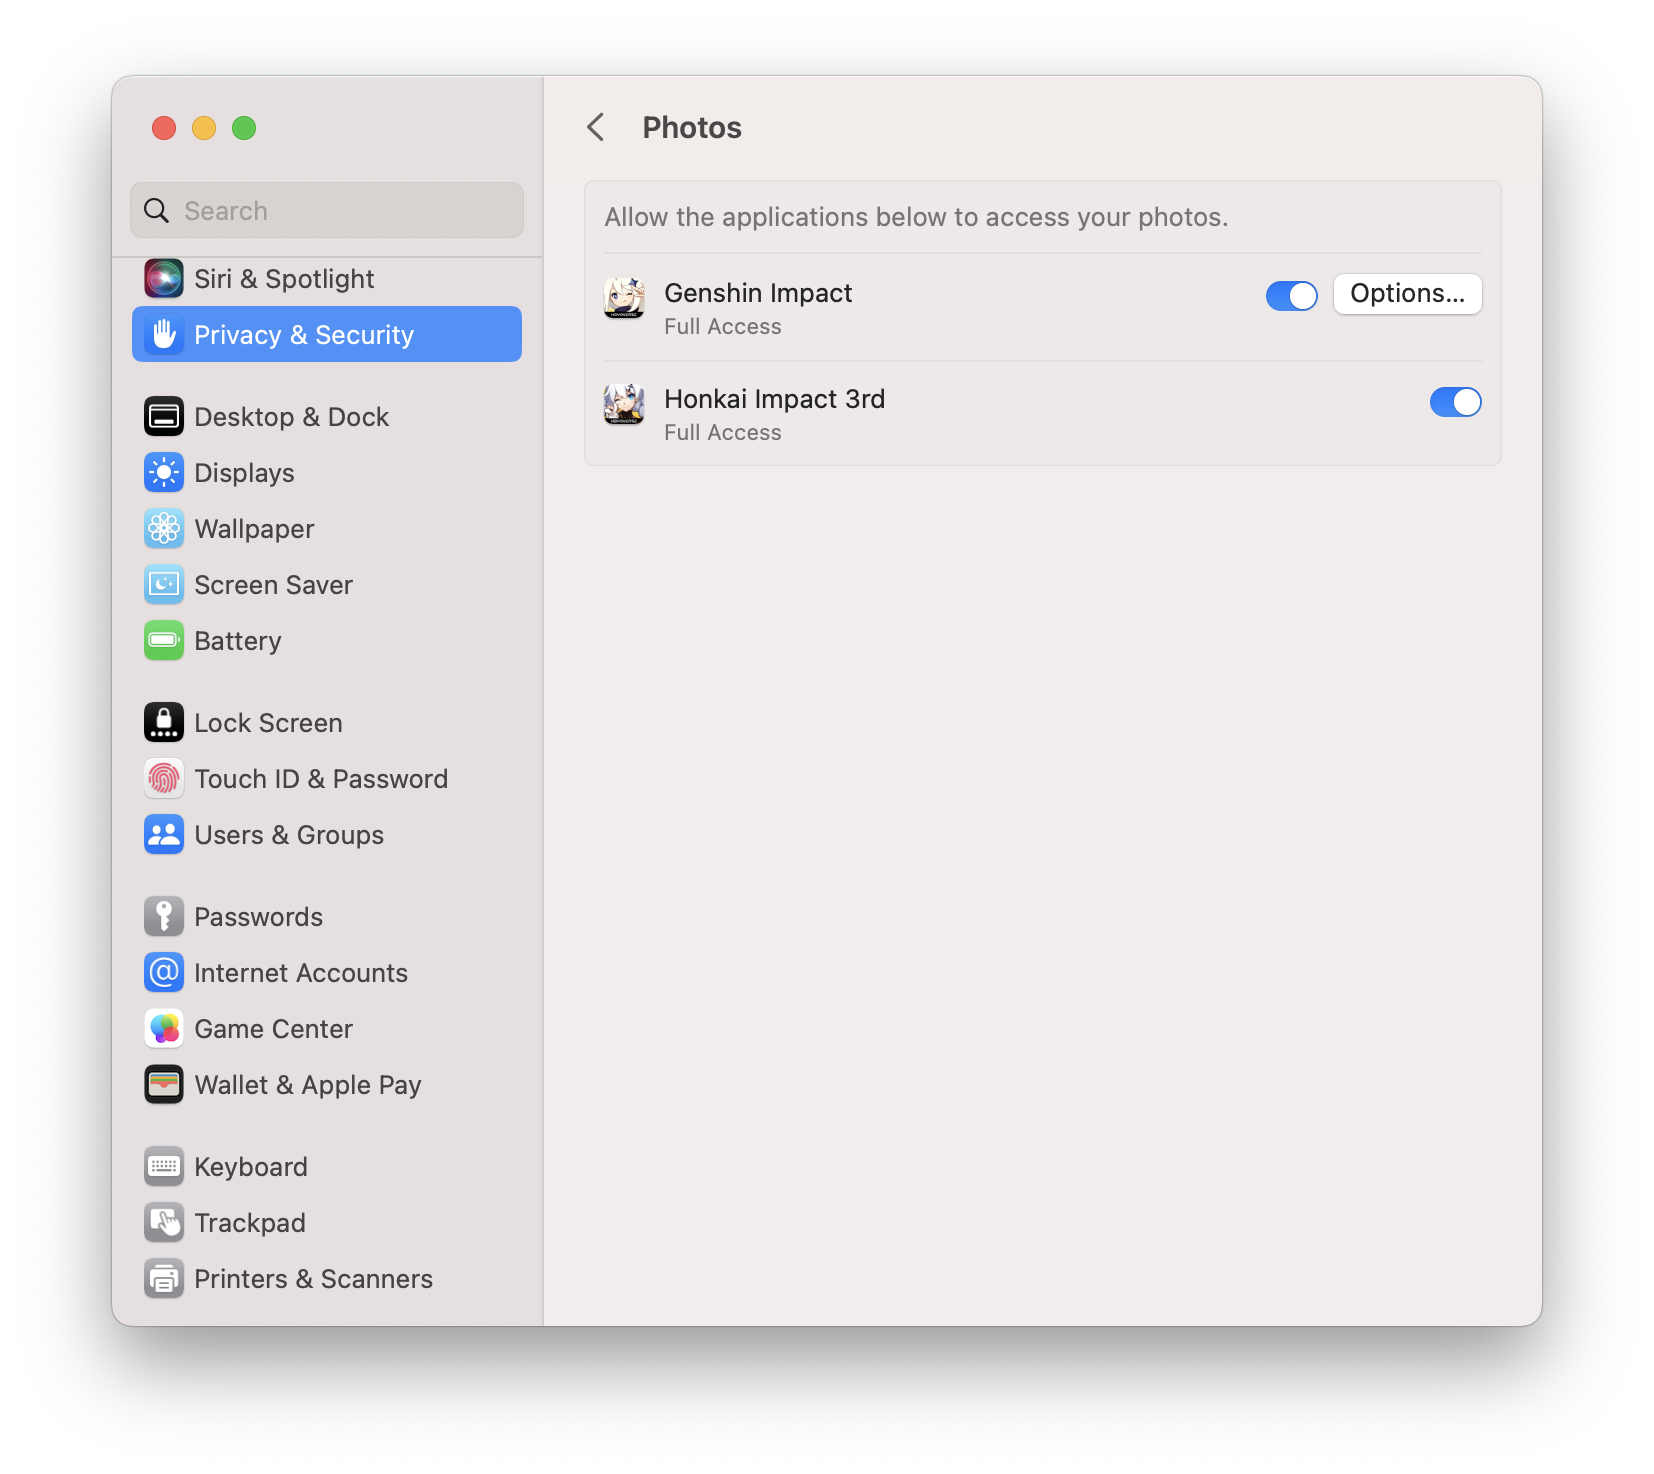 Search
Siri & Spotlight
Privacy & Security
Desktop & Dock
Displays
Wallpaper
Screen Saver
Battery
Lock Screen
Touch ID & Password
Users & Groups
Passwords
Internet Accounts
Game Center
Wallet & Apple Pay
Keyboard
Trackpad
Printers & Scanners
Photos
Allow the applications below to access your photos.
Genshin Impact
Full Access
Options...
Honkai Impact 3rd
Full Access